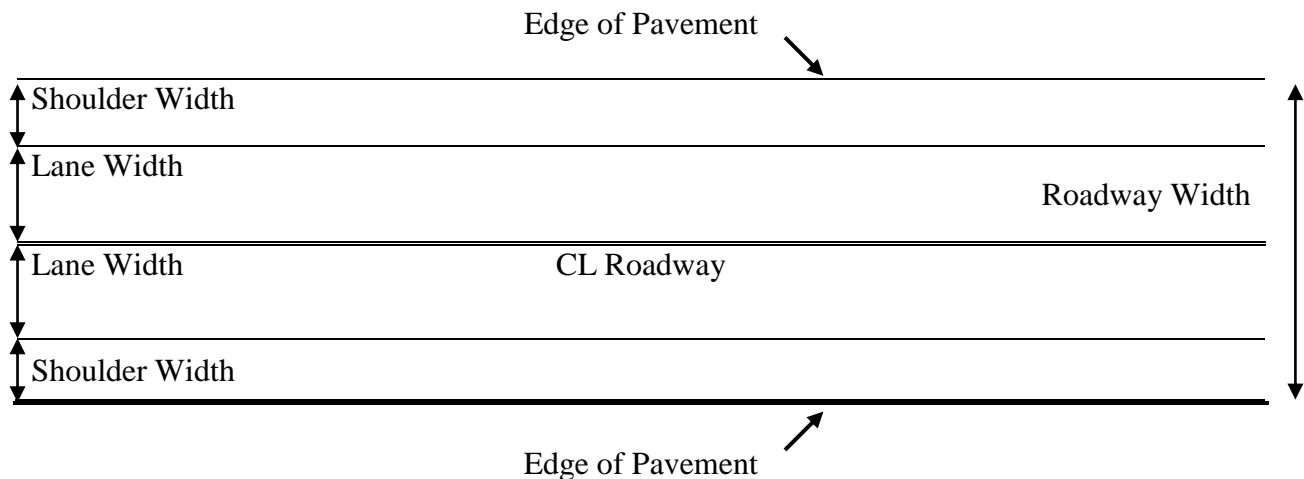 Edge of Pavement
Shoulder Width
Lane Width
Roadway Width
Lane Width
CL Roadway
Shoulder Width
Edge of Pavement